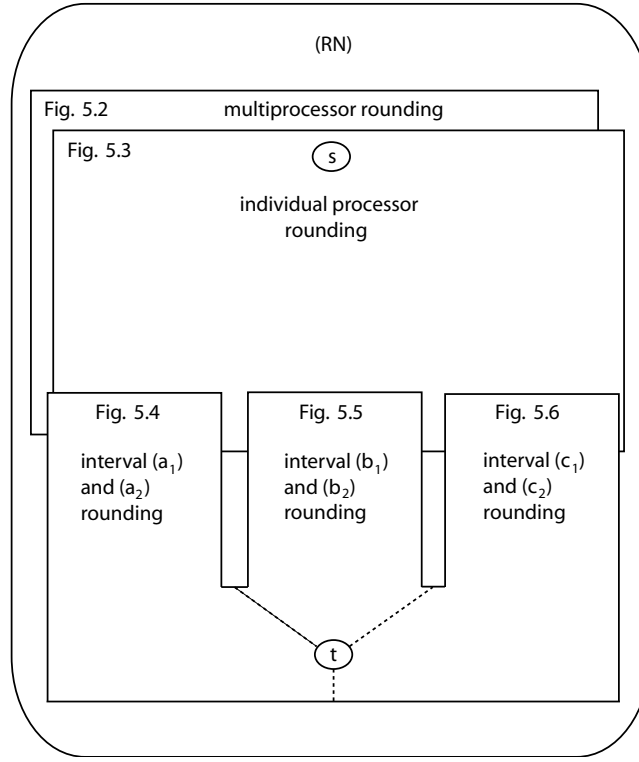 (RN)
Fig. 5.2 multiprocessor rounding
Fig. 5.3
s
individual processor
rounding
Fig. 5.4
interval (a₁)
and (a₂)
rounding
Fig. 5.5
interval (b₁)
and (b₂)
rounding
Fig. 5.6
interval (c₁)
and (c₂)
rounding
t